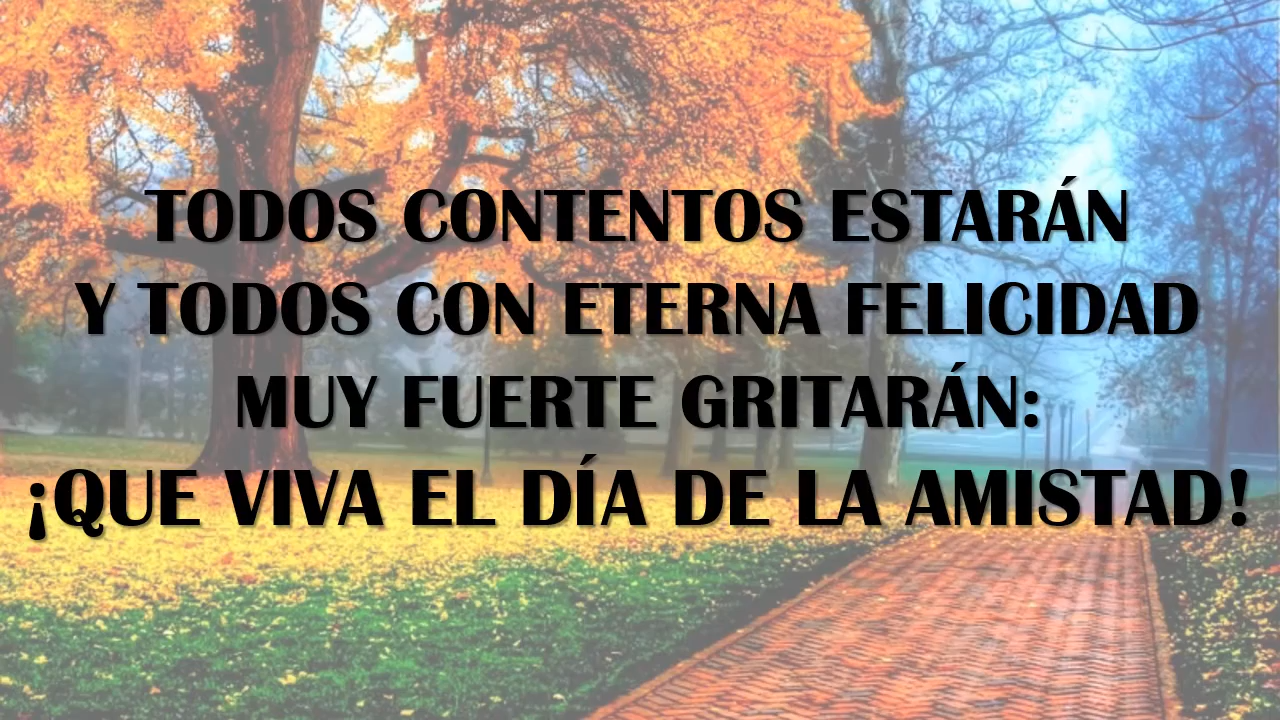 TODOS CONTENTOS ESTARÁN
Y TODOS CON ETERNA FELICIDAD
MUY FUERTE GRITARÁN:
¡QUE VIVA EL DÍA DE LA AMISTAD!